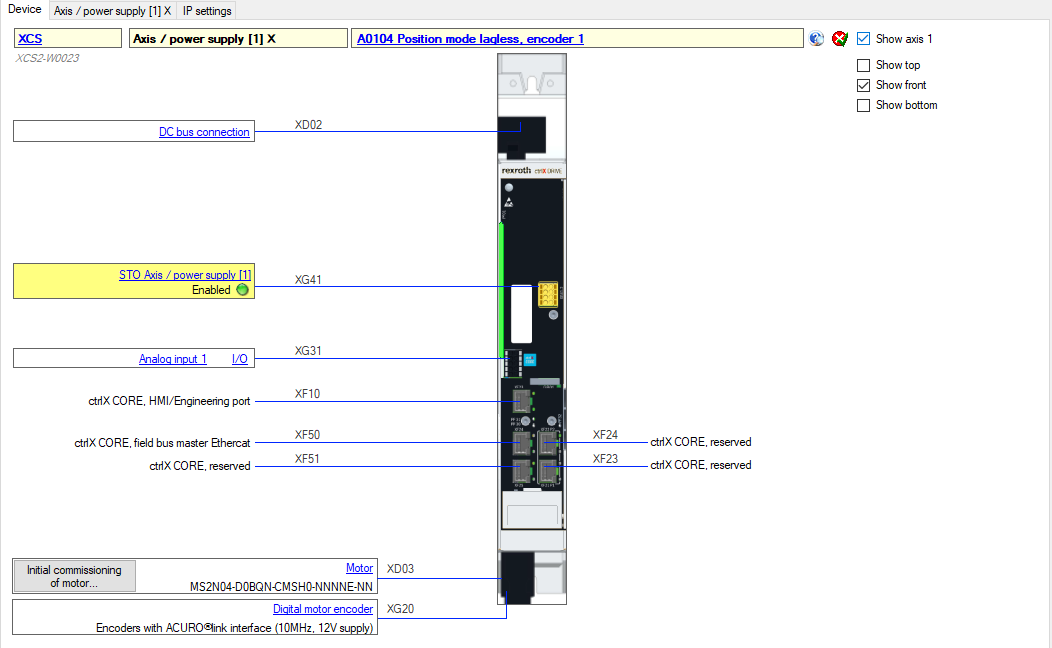 Device
Axis / power supply [1] X
IP settings
XCS
Axis / power supply [1] X
A0104 Position mode lagless, encoder 1
Show axis 1
XCS2-W0023
Show top
Show front
Show bottom
DC bus connection
XD02
rexroth ctrlX DRIVE
STO Axis / power supply [1]
Enabled
XG41
Analog input 1
I/O
XG31
ctrlX CORE, HMI/Engineering port
XF10
ctrlX CORE, field bus master Ethercat
XF50
XF24
ctrlX CORE, reserved
ctrlX CORE, reserved
XF51
XF23
ctrlX CORE, reserved
Initial commissioning
of motor...
Motor
XD03
MS2N04-D0BQN-CMSH0-NNNNE-NN
Digital motor encoder
XG20
Encoders with ACURO®link interface (10MHz, 12V supply)